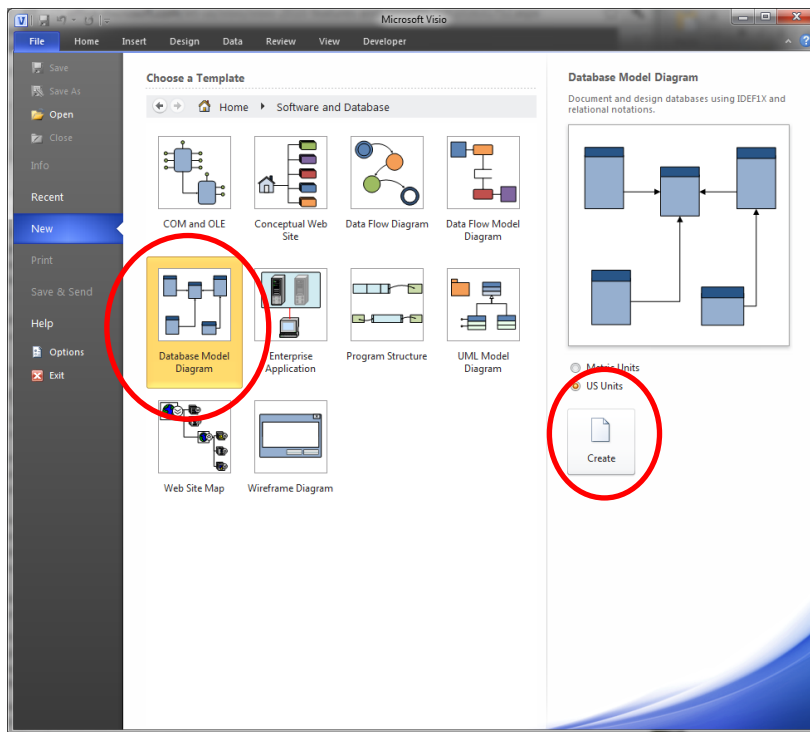 V
Microsoft Visio
File Home Insert Design Data Review View Developer
Save
Save As
Open
Close
Info
Recent
New
Print
Save & Send
Help
Options
Exit
Choose a Template
Home Software and Database
COM and OLE
Conceptual Web
Site
Data Flow Diagram
Data Flow Model
Diagram
Database Model
Diagram
Enterprise
Application
Program Structure
UML Model
Diagram
Web Site Map
Wireframe Diagram
Database Model Diagram
Document and design databases using IDEF1X and
relational notations.
Metric Units
US Units
Create